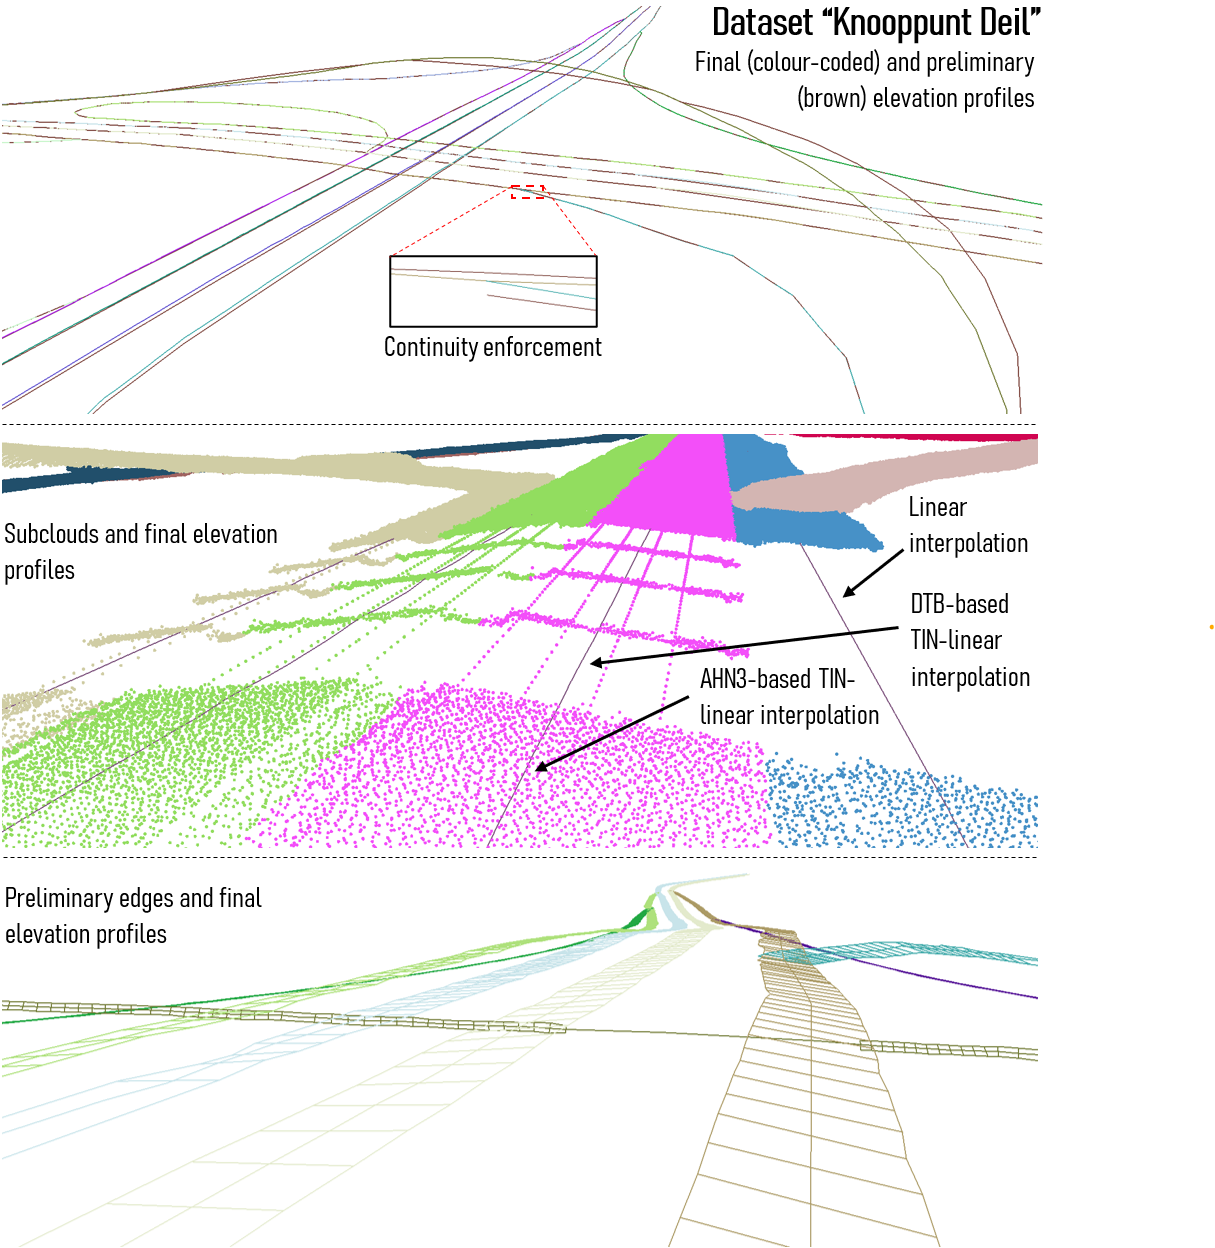 Dataset “Knooppunt Deil”
Final (colour-coded) and preliminary
(brown) elevation profiles
Continuity enforcement
Subclouds and final elevation
profiles
Linear
interpolation
DTB-based
TIN-linear
interpolation
AHN3-based TIN-
linear interpolation
Preliminary edges and final
elevation profiles